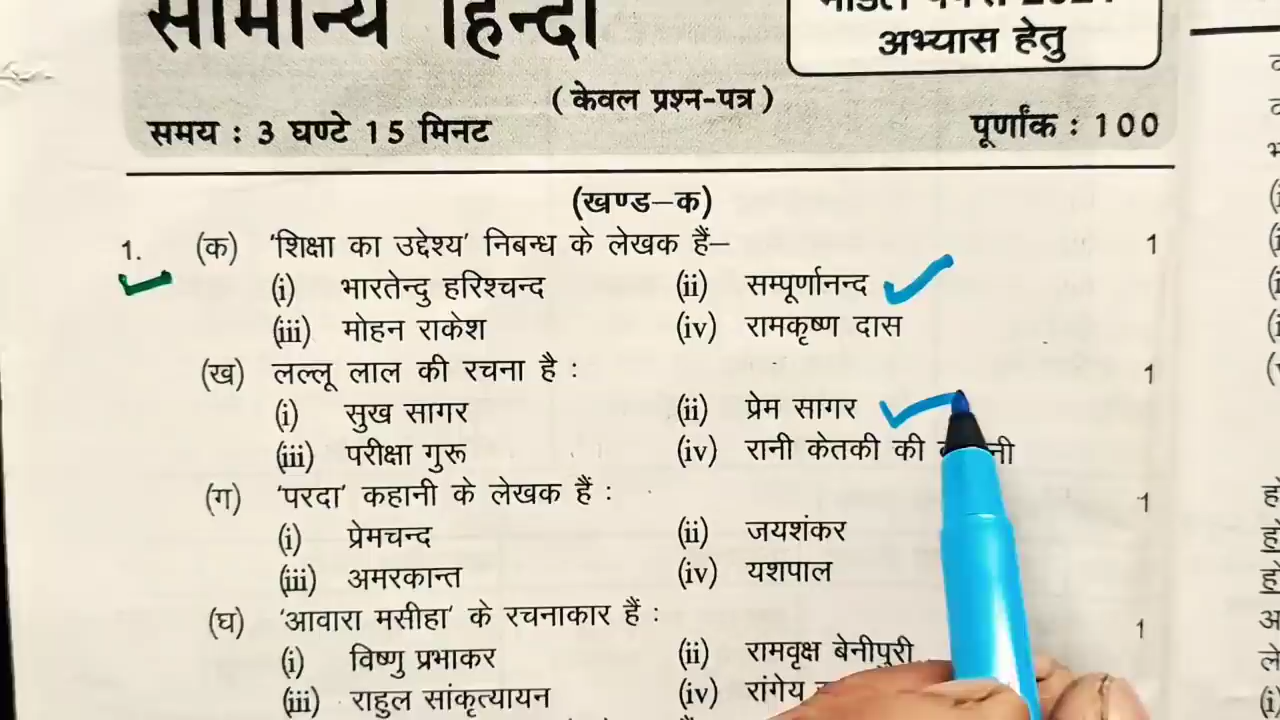 सामान्य हिन्दी
अभ्यास हेतु
( केवल प्रश्न-पत्र )
समय : 3 घण्टे 15 मिनट पूर्णांक : 100
(खण्ड–क)
1. (क) 'शिक्षा का उद्देश्य' निबन्ध के लेखक हैं– 1
(i) भारतेन्दु हरिश्चन्द (ii) सम्पूर्णानन्द
(iii) मोहन राकेश (iv) रामकृष्ण दास
(ख) लल्लू लाल की रचना है : 1
(i) सुख सागर (ii) प्रेम सागर
(iii) परीक्षा गुरू (iv) रानी केतकी की
(ग) 'परदा' कहानी के लेखक हैं : 1
(i) प्रेमचन्द (ii) जयशंकर
(iii) अमरकान्त (iv) यशपाल
(घ) 'आवारा मसीहा' के रचनाकार हैं : 1
(i) विष्णु प्रभाकर (ii) रामवृक्ष बेनीपुरी
(iii) राहुल सांकृत्यायन (iv) रांगेय